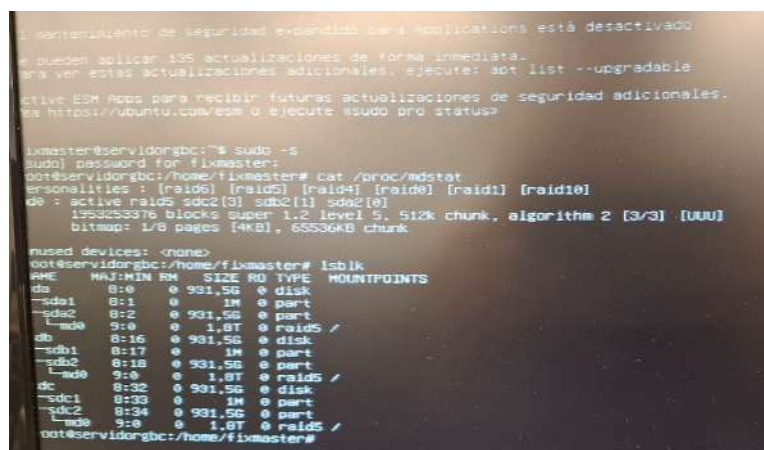 mantenimiento de seguridad expandido para Applications está desactivado
e pueden aplicar 135 actualizaciones de forma inmediata.
ara ver estas actualizaciones adicionales, ejecute: apt list --upgradable
ctive ESM Apps para recibir futuras actualizaciones de seguridad adicionales.
ea https://ubuntu.com/esm o ejecute «sudo pro status»
ixmaster@servidorgbc:~$ sudo -s
sudo] password for fixmaster:
oot@servidorgbc:/home/fixmaster# cat /proc/mdstat
ersonalities : [raid6] [raid5] [raid4] [raid0] [raid1] [raid10]
d0 : active raid5 sdc2[3] sdb2[1] sda2[0]
1953253376 blocks super 1.2 level 5, 512k chunk, algorithm 2 [3/3] [UUU]
bitmap: 1/8 pages [4KB], 65536KB chunk
nused devices: <none>
oot@servidorgbc:/home/fixmaster# lsblk
AME MAJ:MIN RM SIZE RO TYPE MOUNTPOINTS
da 8:0 0 931,5G 0 disk
─sda1 8:1 0 1M 0 part
─sda2 8:2 0 931,5G 0 part
└─md0 9:0 0 1,8T 0 raid5 /
db 8:16 0 931,5G 0 disk
─sdb1 8:17 0 1M 0 part
─sdb2 8:18 0 931,5G 0 part
└─md0 9:0 0 1,8T 0 raid5 /
dc 8:32 0 931,5G 0 disk
─sdc1 8:33 0 1M 0 part
─sdc2 8:34 0 931,5G 0 part
└─md0 9:0 0 1,8T 0 raid5 /
oot@servidorgbc:/home/fixmaster#